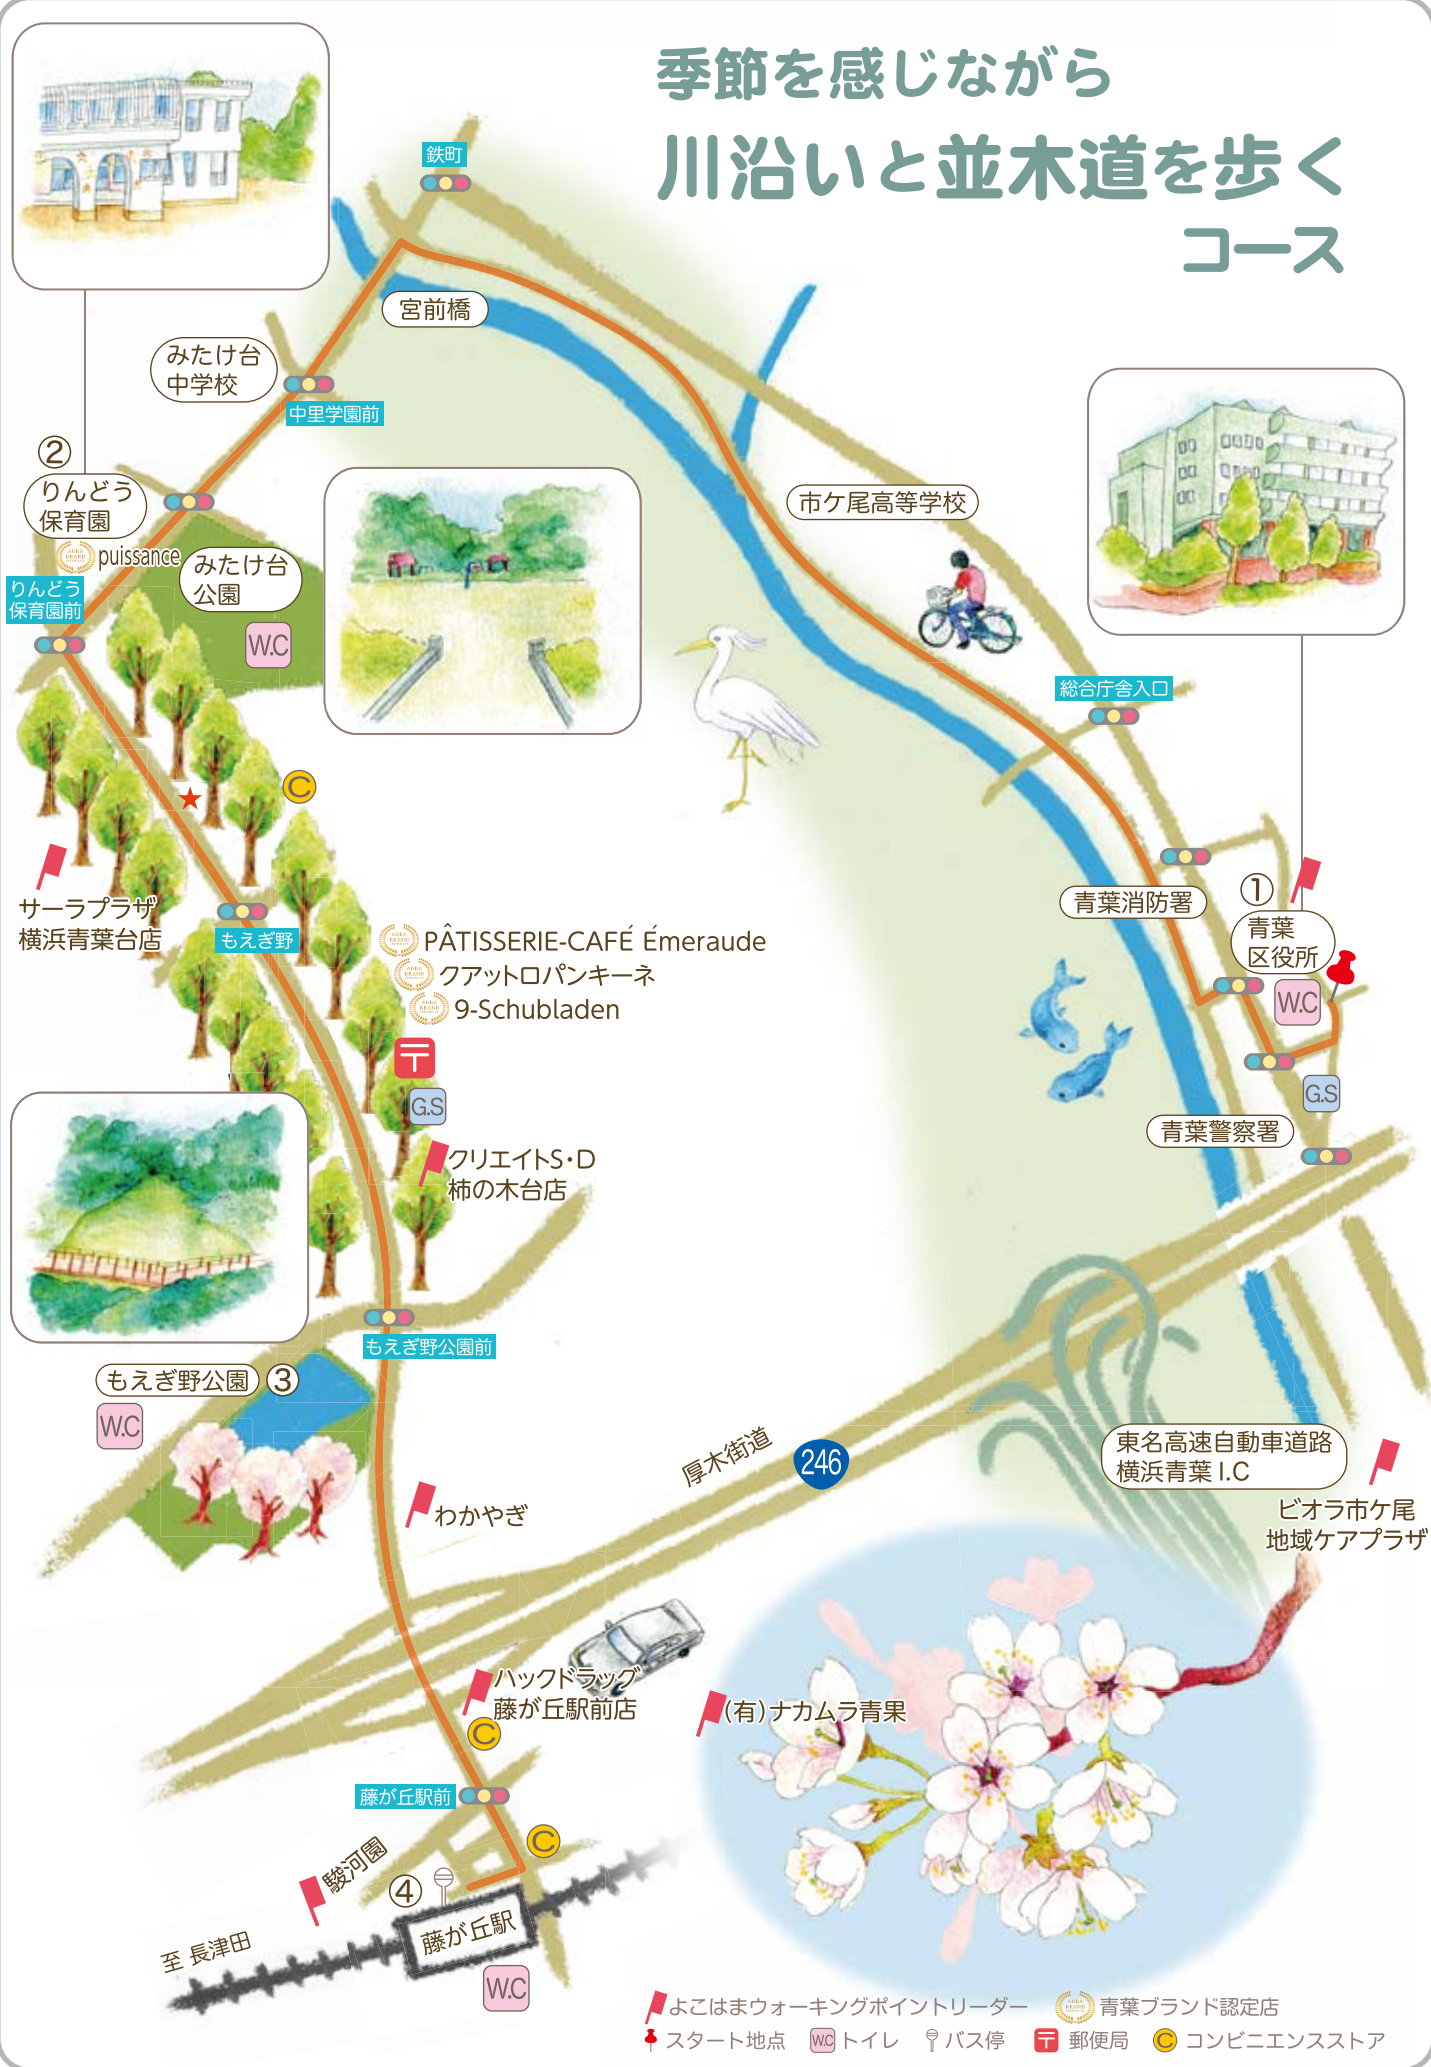 季節を感じながら
川沿いと並木道を歩く
コース
鉄町
宮前橋
みたけ台
中学校
中里学園前
②
りんどう
保育園
puissance
みたけ台
公園
W.C
りんどう
保育園前
市ケ尾高等学校
総合庁舎入口
C
サーラプラザ
横浜青葉台店
もえぎ野
青葉消防署
①
青葉
区役所
W.C
PÂTISSERIE-CAFÉ Émeraude
クアットロパンキーネ
9-Schubladen
〒
G.S
G.S
青葉警察署
クリエイトS・D
柿の木台店
もえぎ野公園前
もえぎ野公園
③
W.C
厚木街道
246
東名高速自動車道路
横浜青葉 I.C
ビオラ市ケ尾
地域ケアプラザ
わかやぎ
ハックドラッグ
藤が丘駅前店
C
(有)ナカムラ青果
藤が丘駅前
C
駿河園
④
藤が丘駅
至 長津田
W.C
よこはまウォーキングポイントリーダー
青葉ブランド認定店
スタート地点
W.C トイレ
バス停
〒 郵便局
C コンビニエンスストア